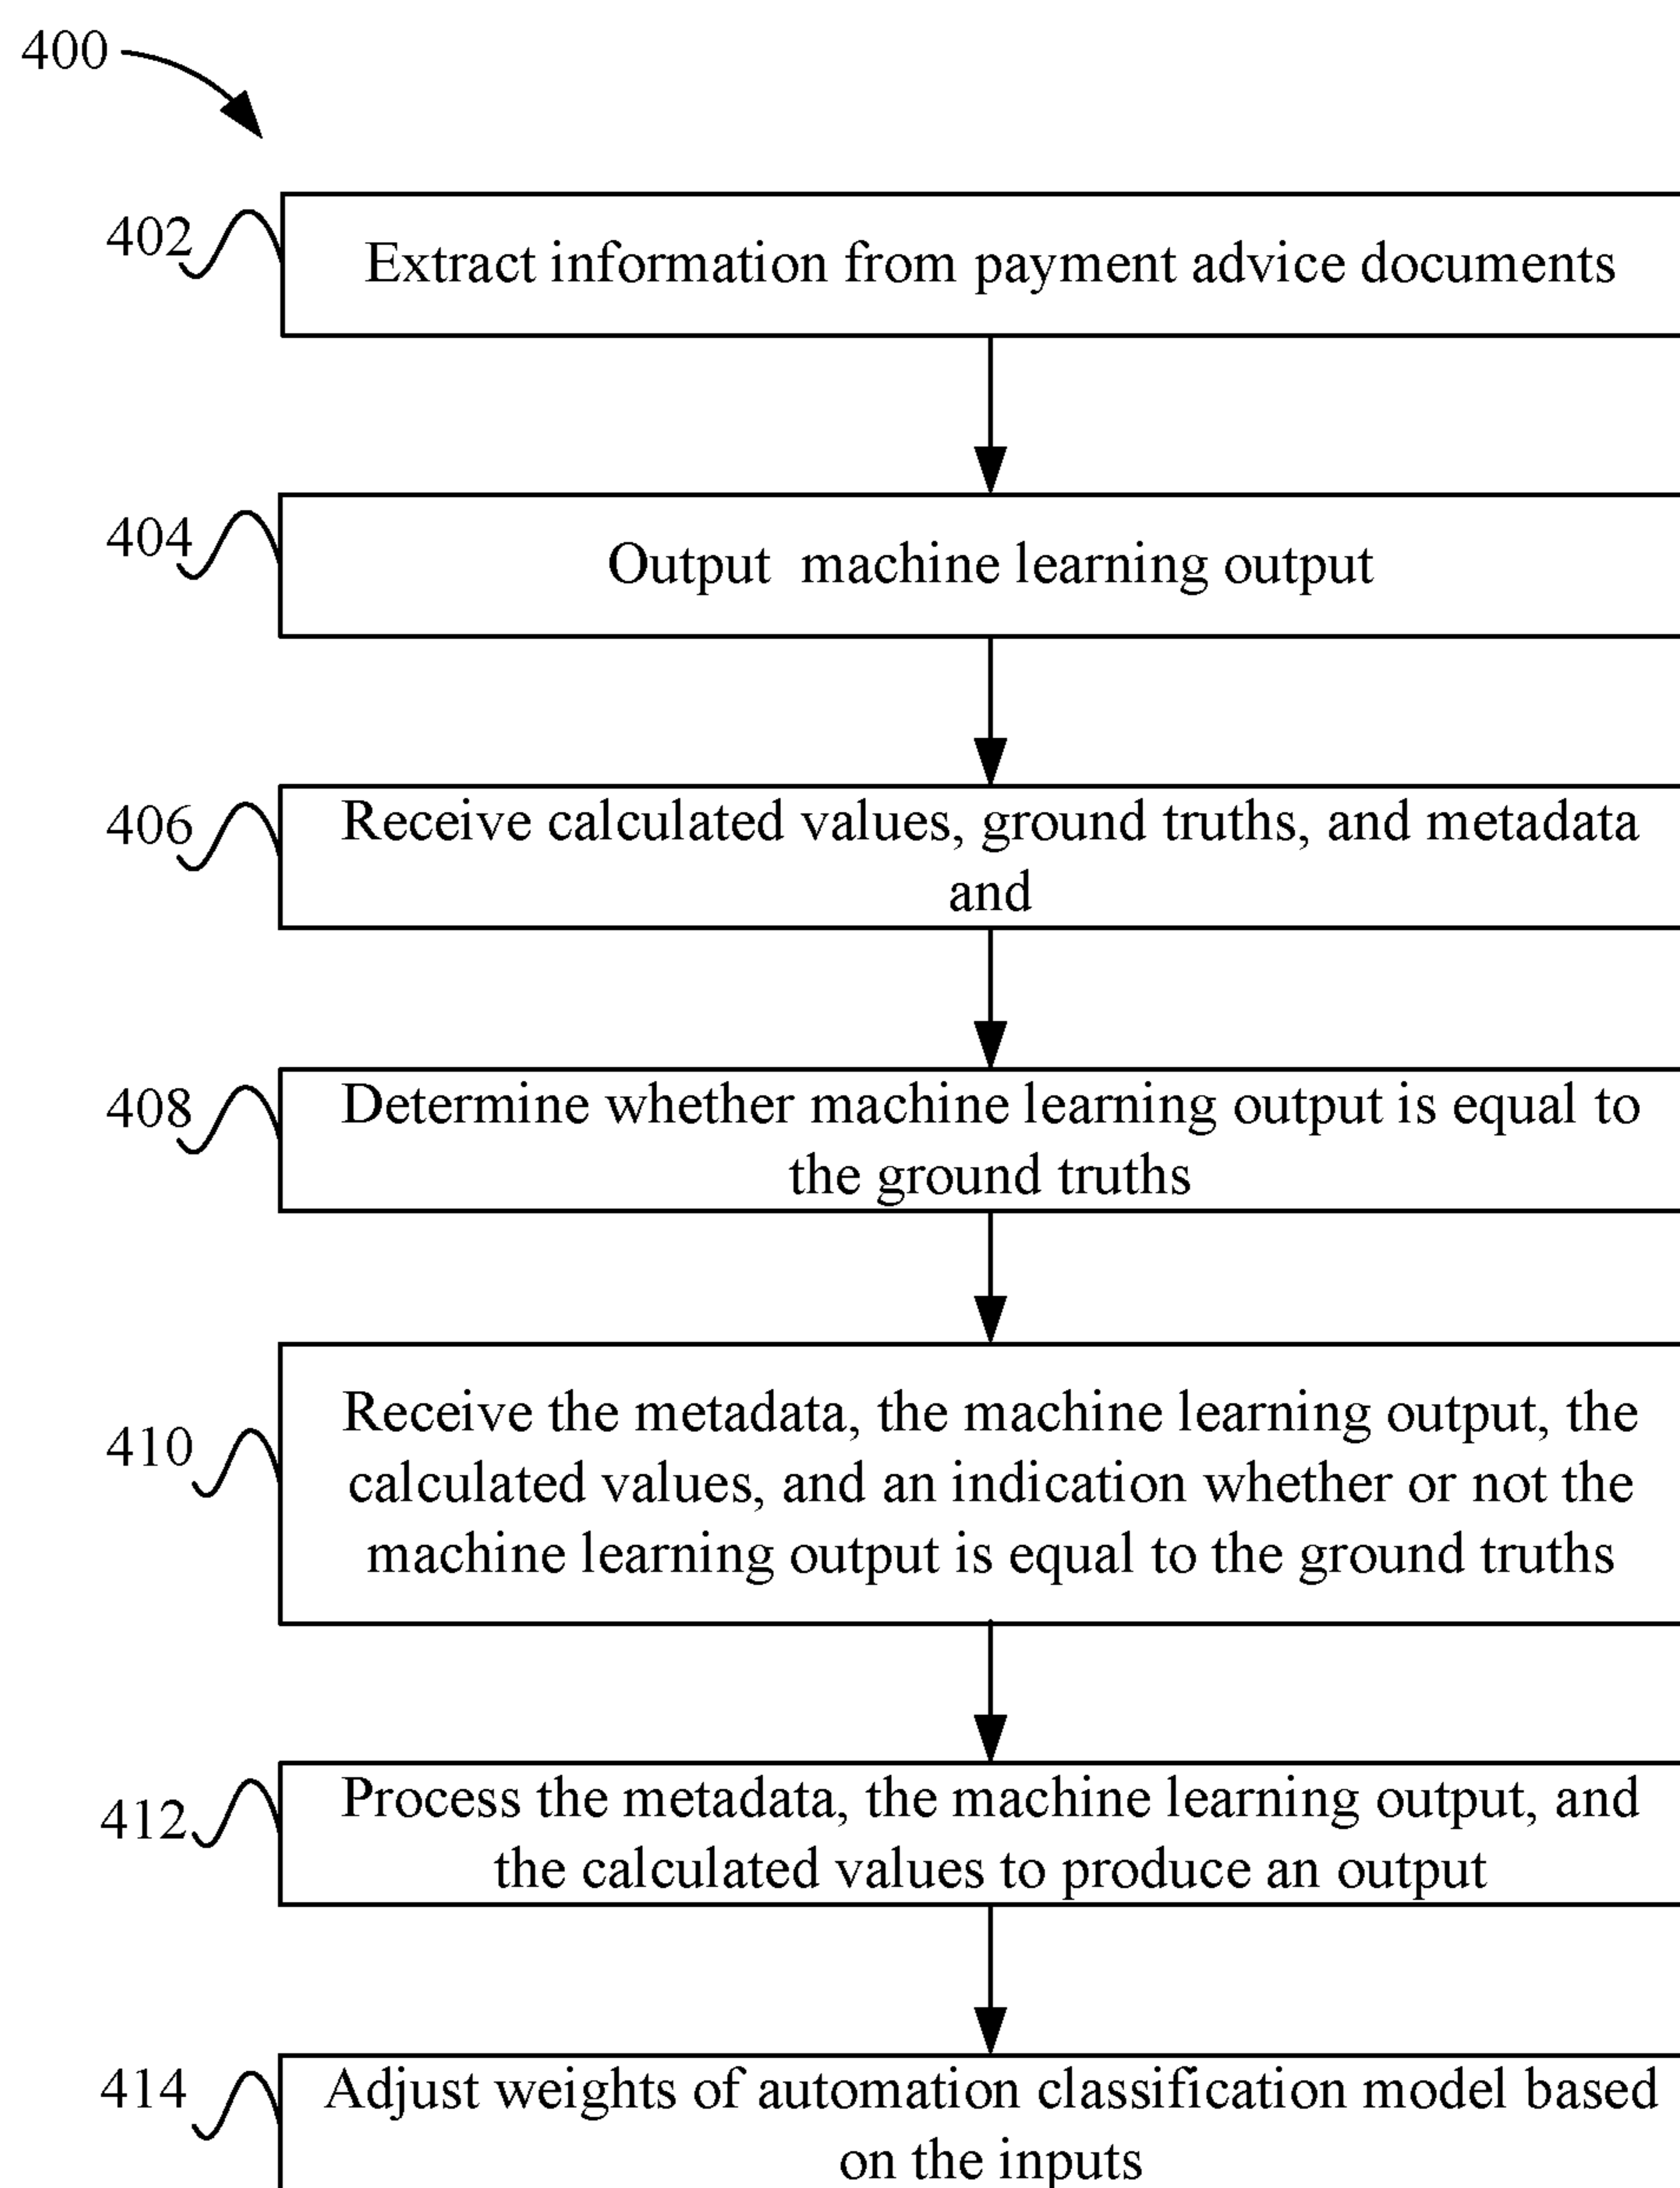 400
402
Extract information from payment advice documents
404
Output machine learning output
406
Receive calculated values, ground truths, and metadata
and
408
Determine whether machine learning output is equal to
the ground truths
410
Receive the metadata, the machine learning output, the
calculated values, and an indication whether or not the
machine learning output is equal to the ground truths
412
Process the metadata, the machine learning output, and
the calculated values to produce an output
414
Adjust weights of automation classification model based
on the inputs